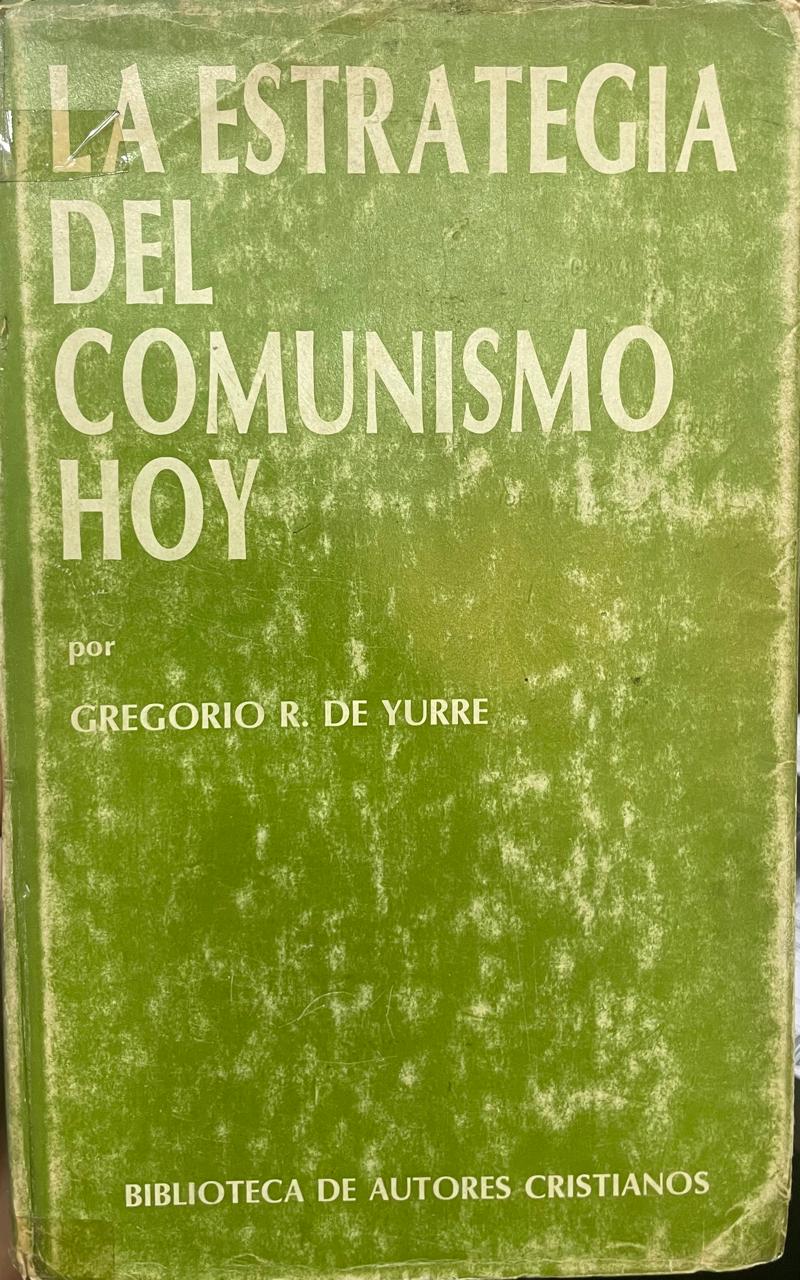 LA ESTRATEGIA
DEL
COMUNISMO
HOY
por
GREGORIO R. DE YURRE
BIBLIOTECA DE AUTORES CRISTIANOS